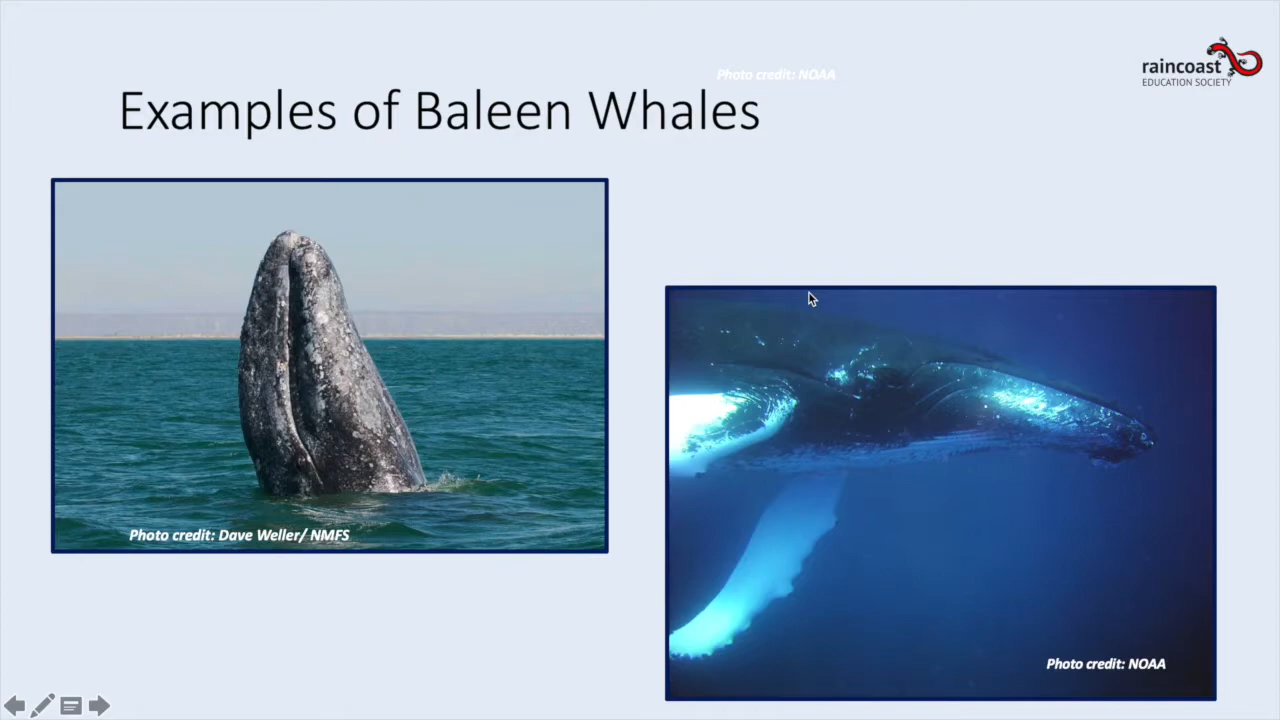 Photo credit: NOAA
raincoast
EDUCATION SOCIETY
Examples of Baleen Whales
Photo credit: Dave Weller/ NMFS
Photo credit: NOAA